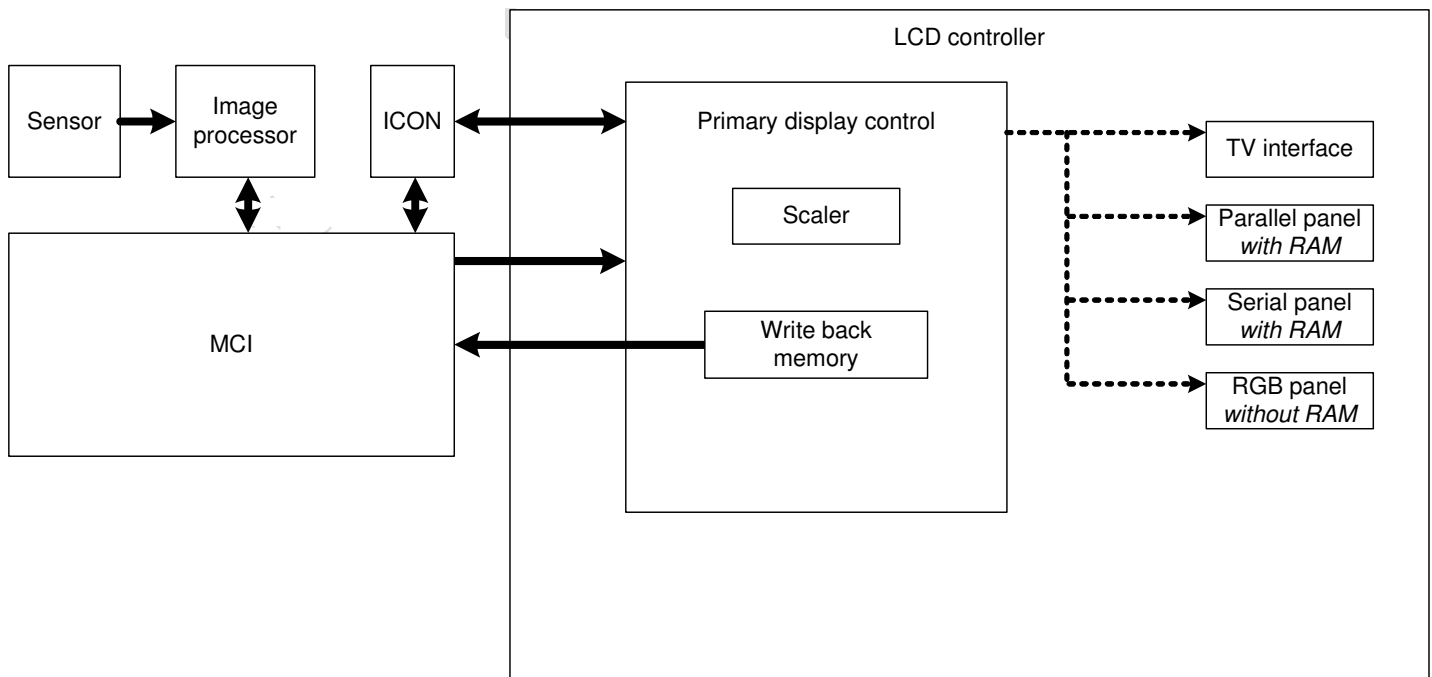 LCD controller
Sensor
Image
processor
ICON
Primary display control
TV interface
Scaler
Parallel panel
with RAM
MCI
Write back
memory
Serial panel
with RAM
RGB panel
without RAM